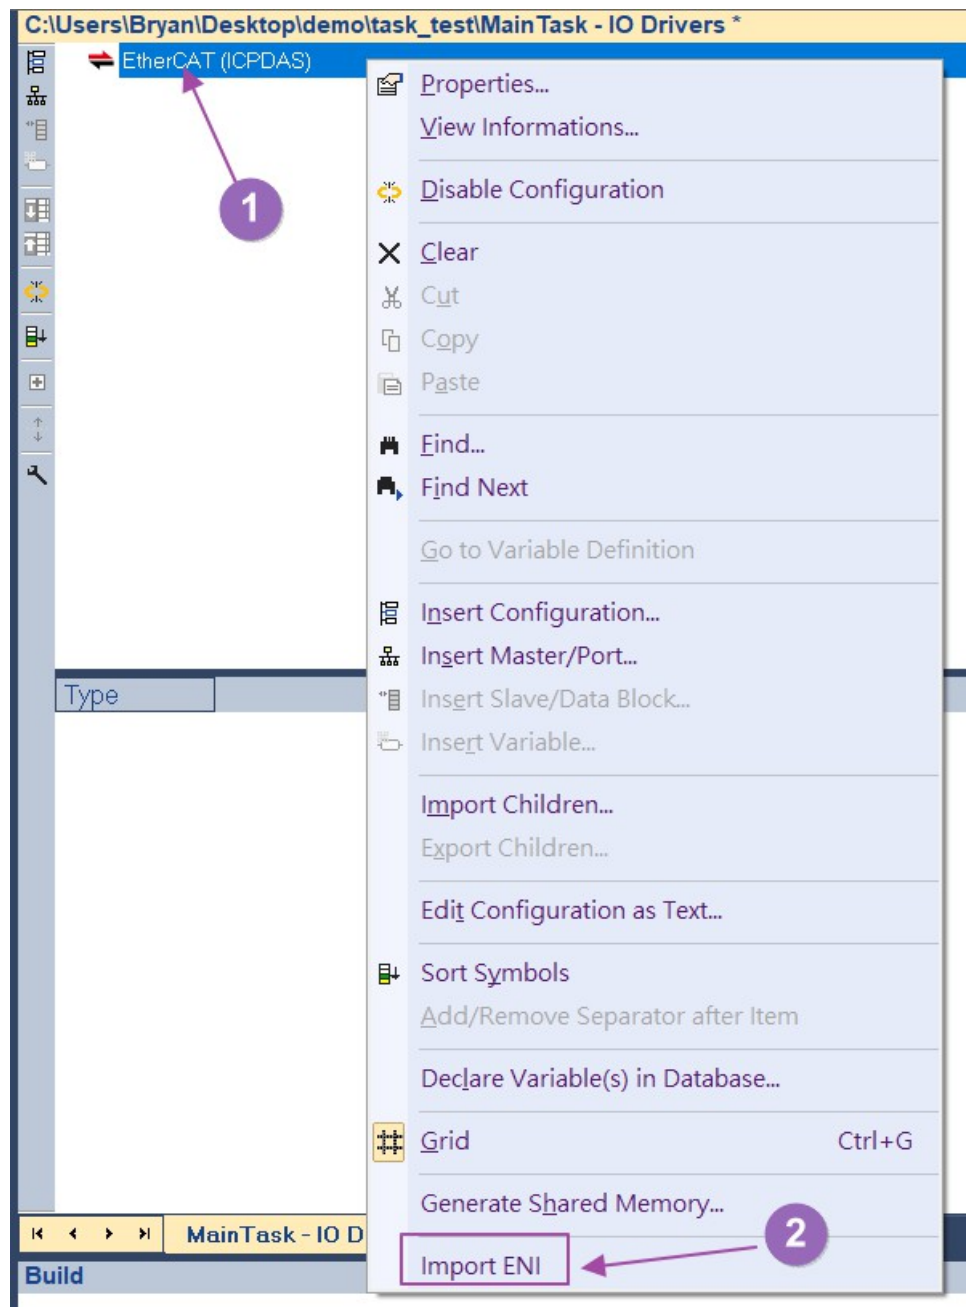 C:\Users\Bryan\Desktop\demo\task_test\MainTask - IO Drivers *
EtherCAT (ICPDAS)
1
Properties...
View Informations...
Disable Configuration
Clear
Cut
Copy
Paste
Find...
Find Next
Go to Variable Definition
Insert Configuration...
Insert Master/Port...
Insert Slave/Data Block...
Insert Variable...
Type
Import Children...
Export Children...
Edit Configuration as Text...
Sort Symbols
Add/Remove Separator after Item
Declare Variable(s) in Database...
Grid Ctrl+G
Generate Shared Memory...
2
MainTask - IO D
Import ENI
Build